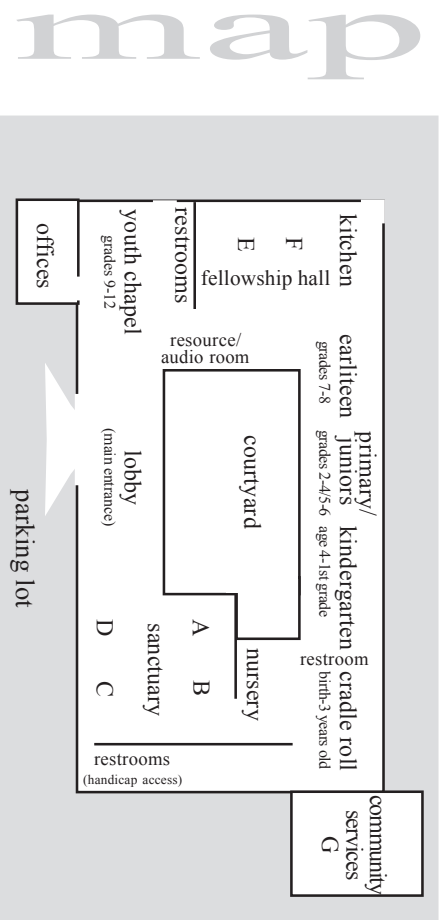 map
offices
youth chapel
grades 9-12
restrooms
E
F
fellowship hall
kitchen
resource/
audio room
earliteen
grades 7-8
primary/
juniors
grades 2-4/5-6
courtyard
lobby
(main entrance)
parking lot
kindergarten
age 4-1st grade
A
B
D
C
sanctuary
nursery
restroom
cradle roll
birth-3 years old
restrooms
(handicap access)
community
services
G